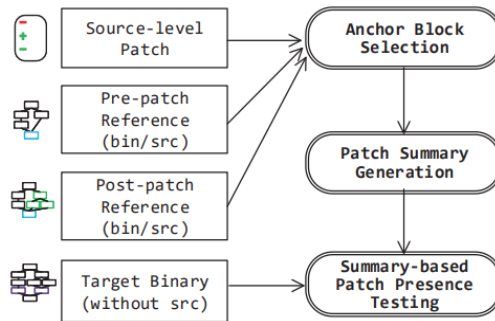 Source-level
Patch
Anchor Block
Selection
Pre-patch
Reference
(bin/src)
Patch Summary
Generation
Post-patch
Reference
(bin/src)
Target Binary
(without src)
Summary-based
Patch Presence
Testing